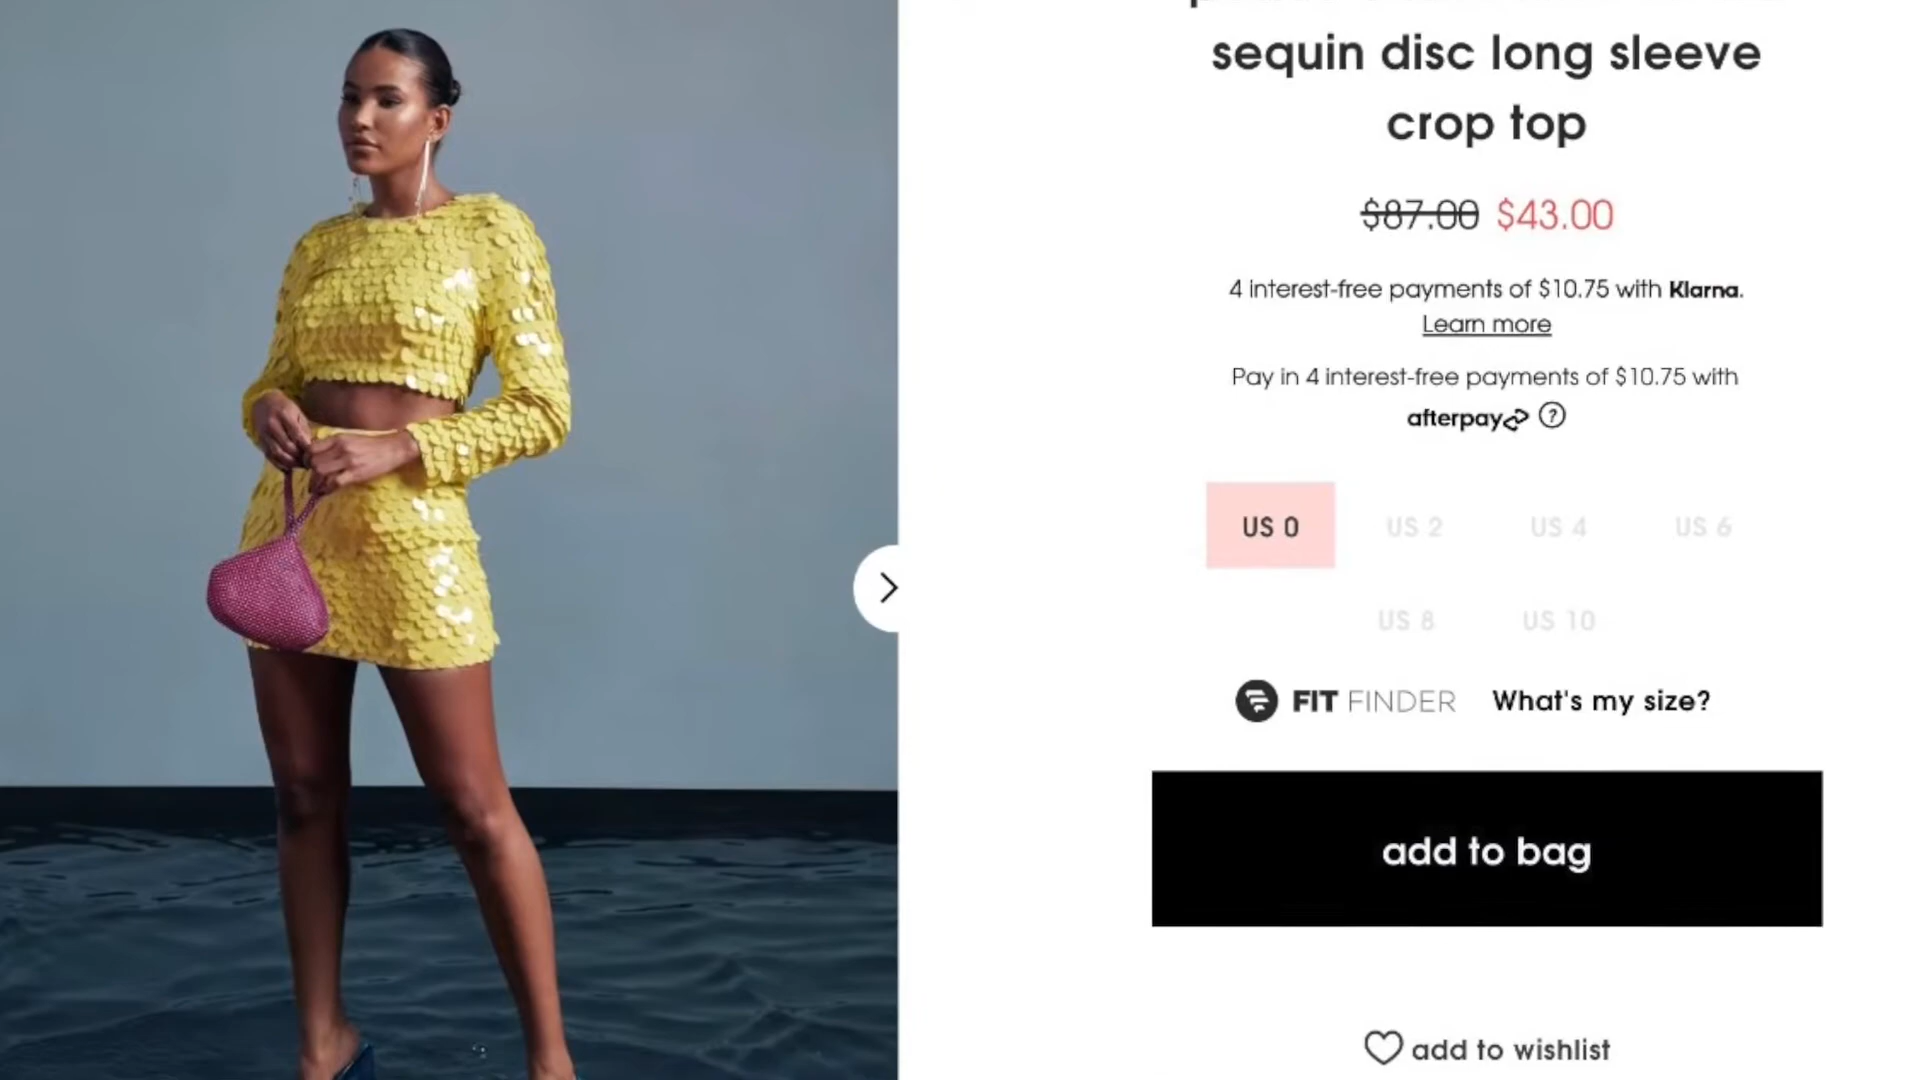 sequin disc long sleeve
crop top
$87.00 $43.00
4 interest-free payments of $10.75 with Klarna.
Learn more
Pay in 4 interest-free payments of $10.75 with
afterpay ?
US 0 US 2 US 4 US 6
US 8 US 10
FIT FINDER What's my size?
add to bag
add to wishlist